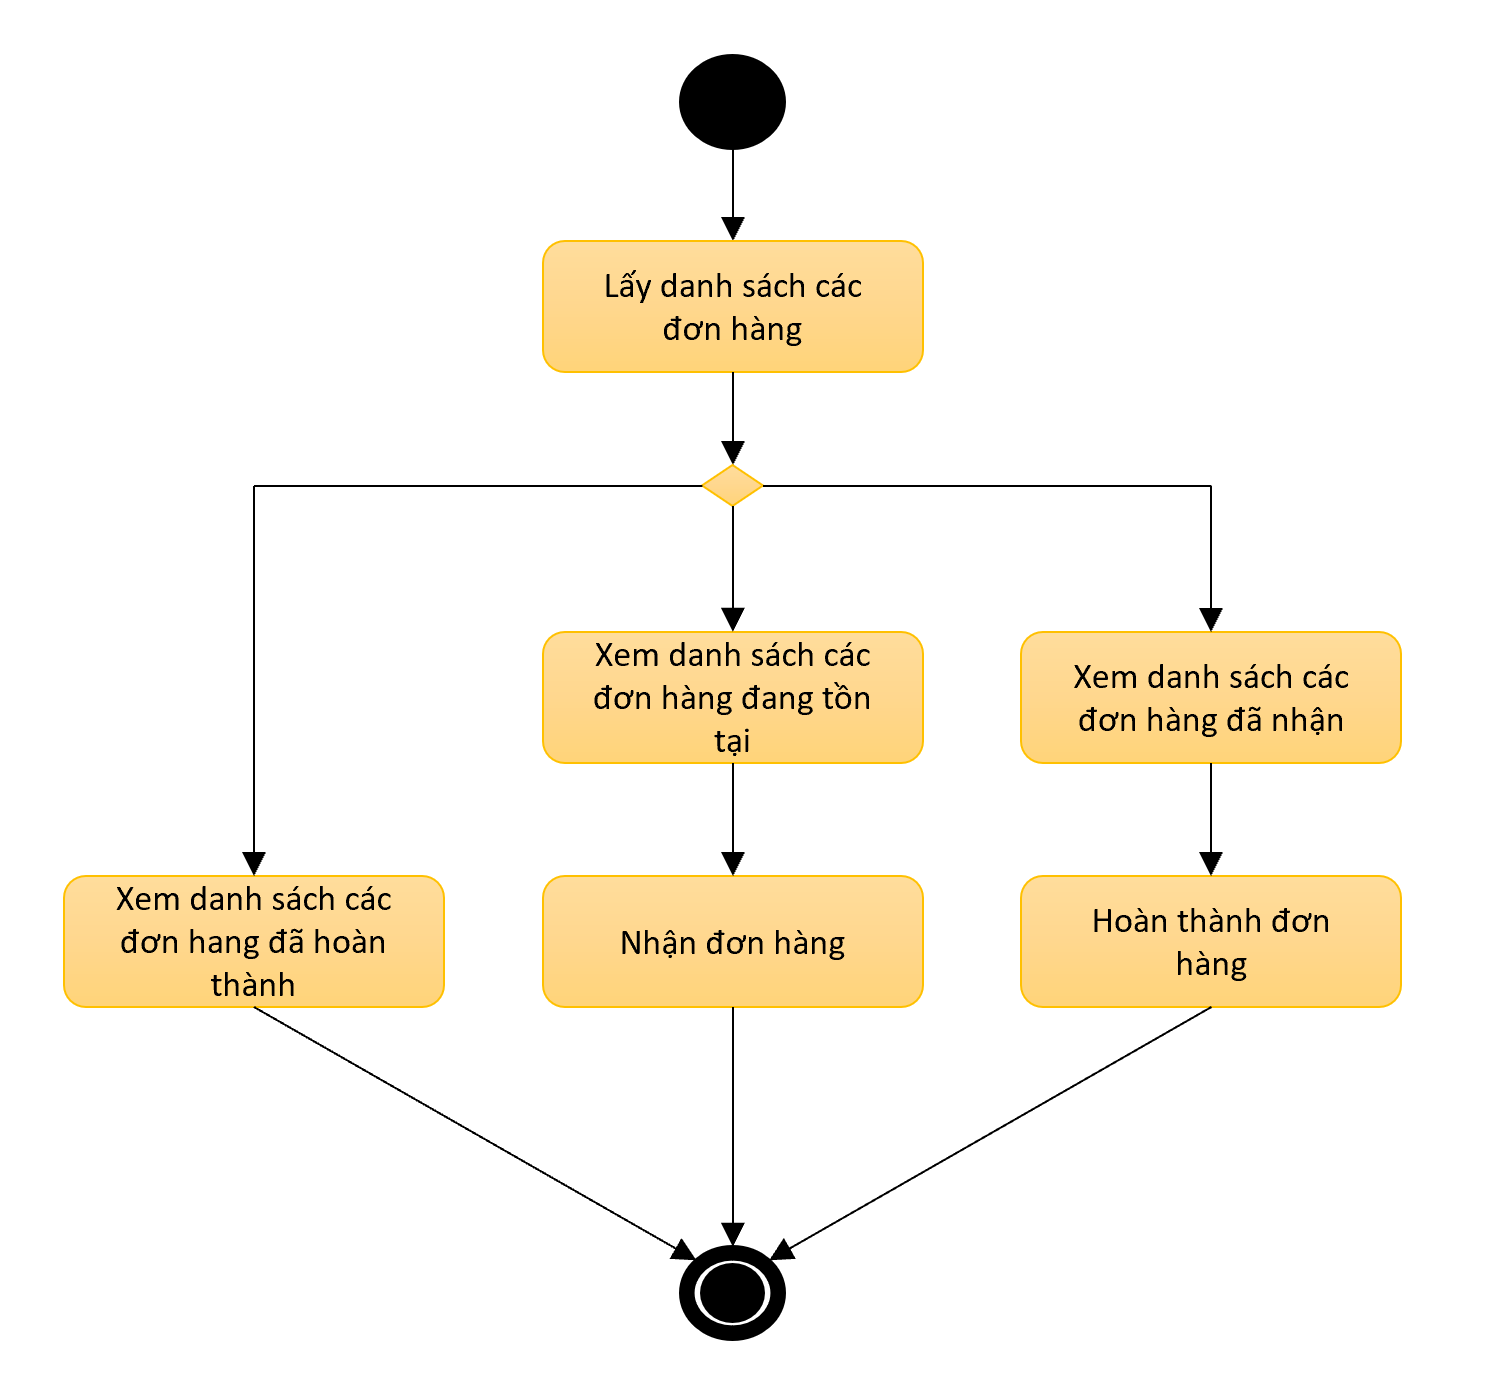 Lấy danh sách các
đơn hàng
Xem danh sách các
đơn hàng đang tồn
tại
Xem danh sách các
đơn hàng đã nhận
Xem danh sách các
đơn hang đã hoàn
thành
Nhận đơn hàng
Hoàn thành đơn
hàng